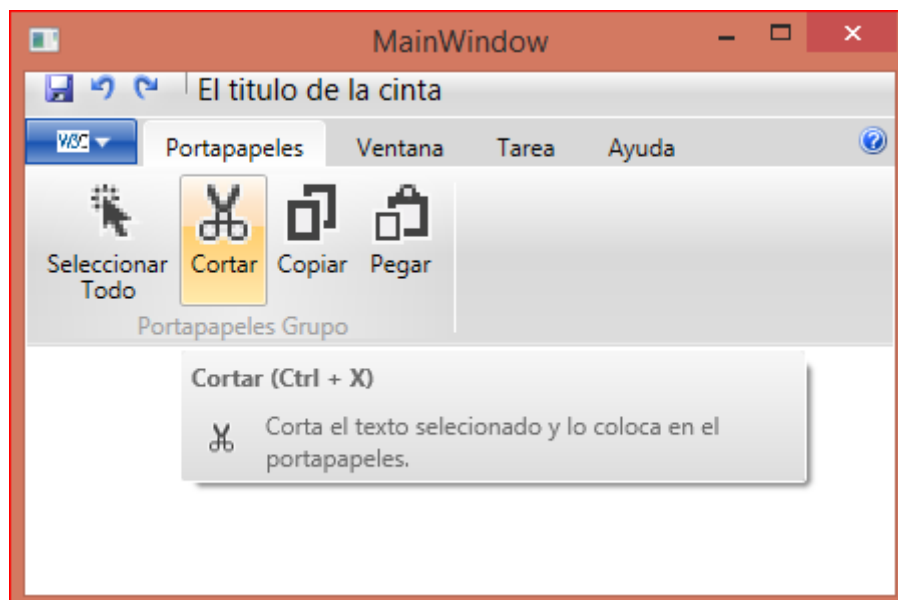 MainWindow
El titulo de la cinta
W3C
Portapapeles Ventana Tarea Ayuda
Seleccionar Todo
Cortar
Copiar
Pegar
Portapapeles Grupo
Cortar (Ctrl + X)
Corta el texto selecionado y lo coloca en el
portapapeles.